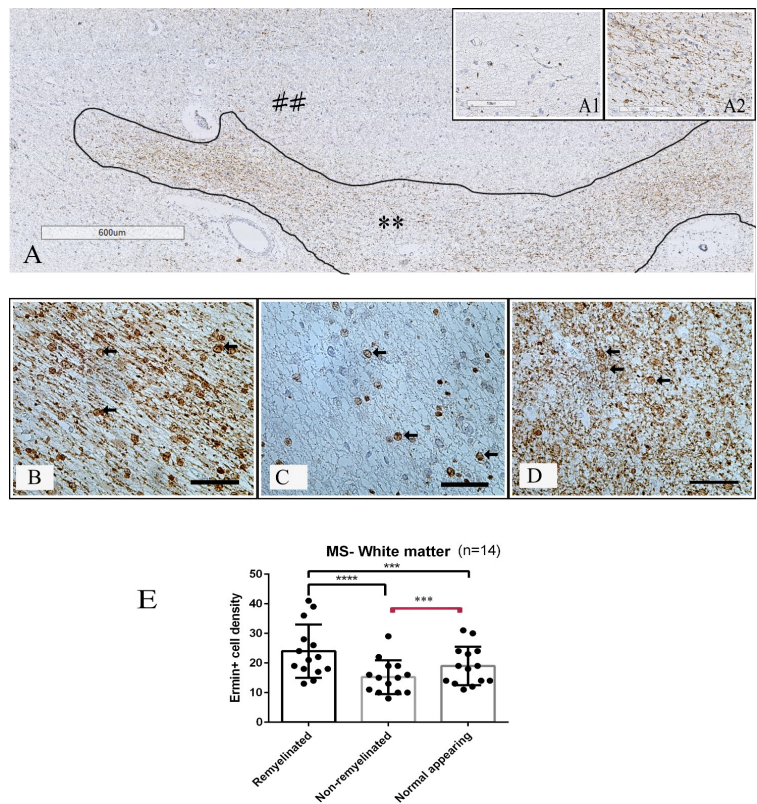 ##
A1
A2
**
600um
A
B
C
D
E
MS- White matter (n=14)
***
****
***
Ermin+ cell density
50
40
30
20
10
0
Remyelinated
Non-remyelinated
Normal appearing